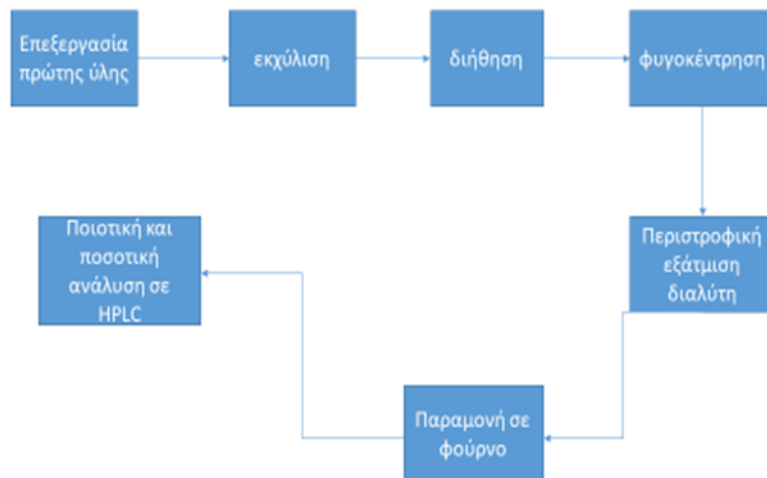 Επεξεργασία
πρώτης ύλης
εκχύλιση
διήθηση
φυγοκέντρηση
Περιστροφική
εξάτμιση
διαλύτη
Παραμονή σε
φούρνο
Ποιοτική και
ποσοτική
ανάλυση σε
HPLC